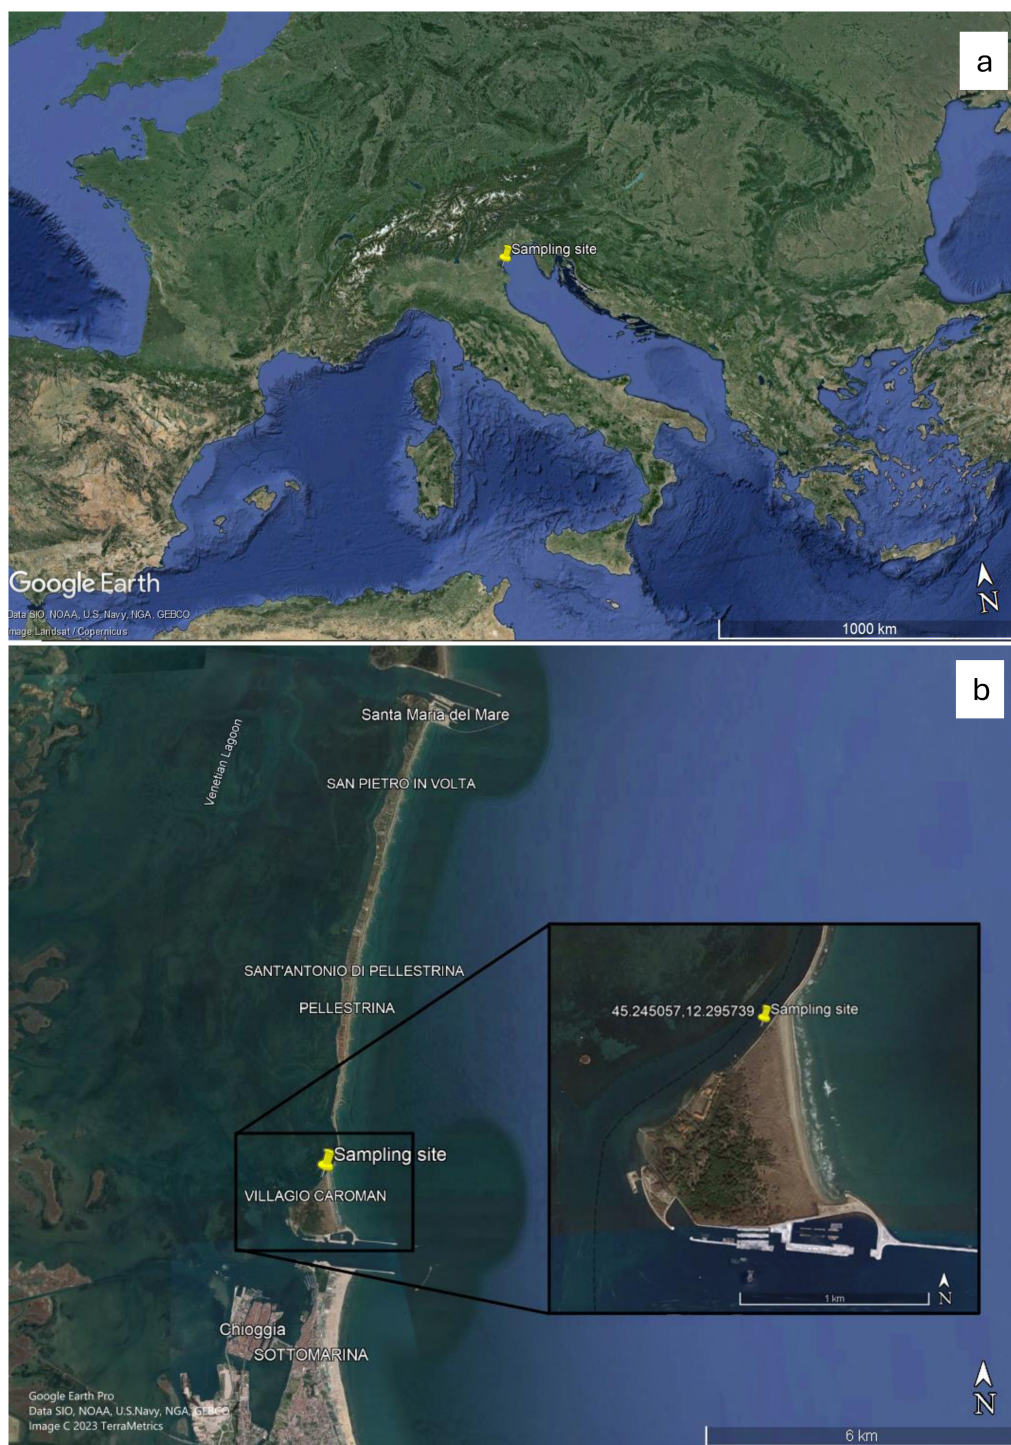 a
Sampling site
Google Earth
Data SIO, NOAA, U.S. Navy, NGA, GEBCO
Image Landsat / Copernicus
N
1000 km
b
Santa Maria del Mare
Venetian Lagoon
SAN PIETRO IN VOLTA
SANT'ANTONIO DI PELLESTRINA
PELLESTRINA
45.245057,12.295739
Sampling site
Sampling site
VILLAGIO CAROMAN
1 km
N
Chioggia
SOTTOMARINA
Google Earth Pro
Data SIO, NOAA, U.S.Navy, NGA, GEBCO
Image C 2023 TerraMetrics
N
6 km